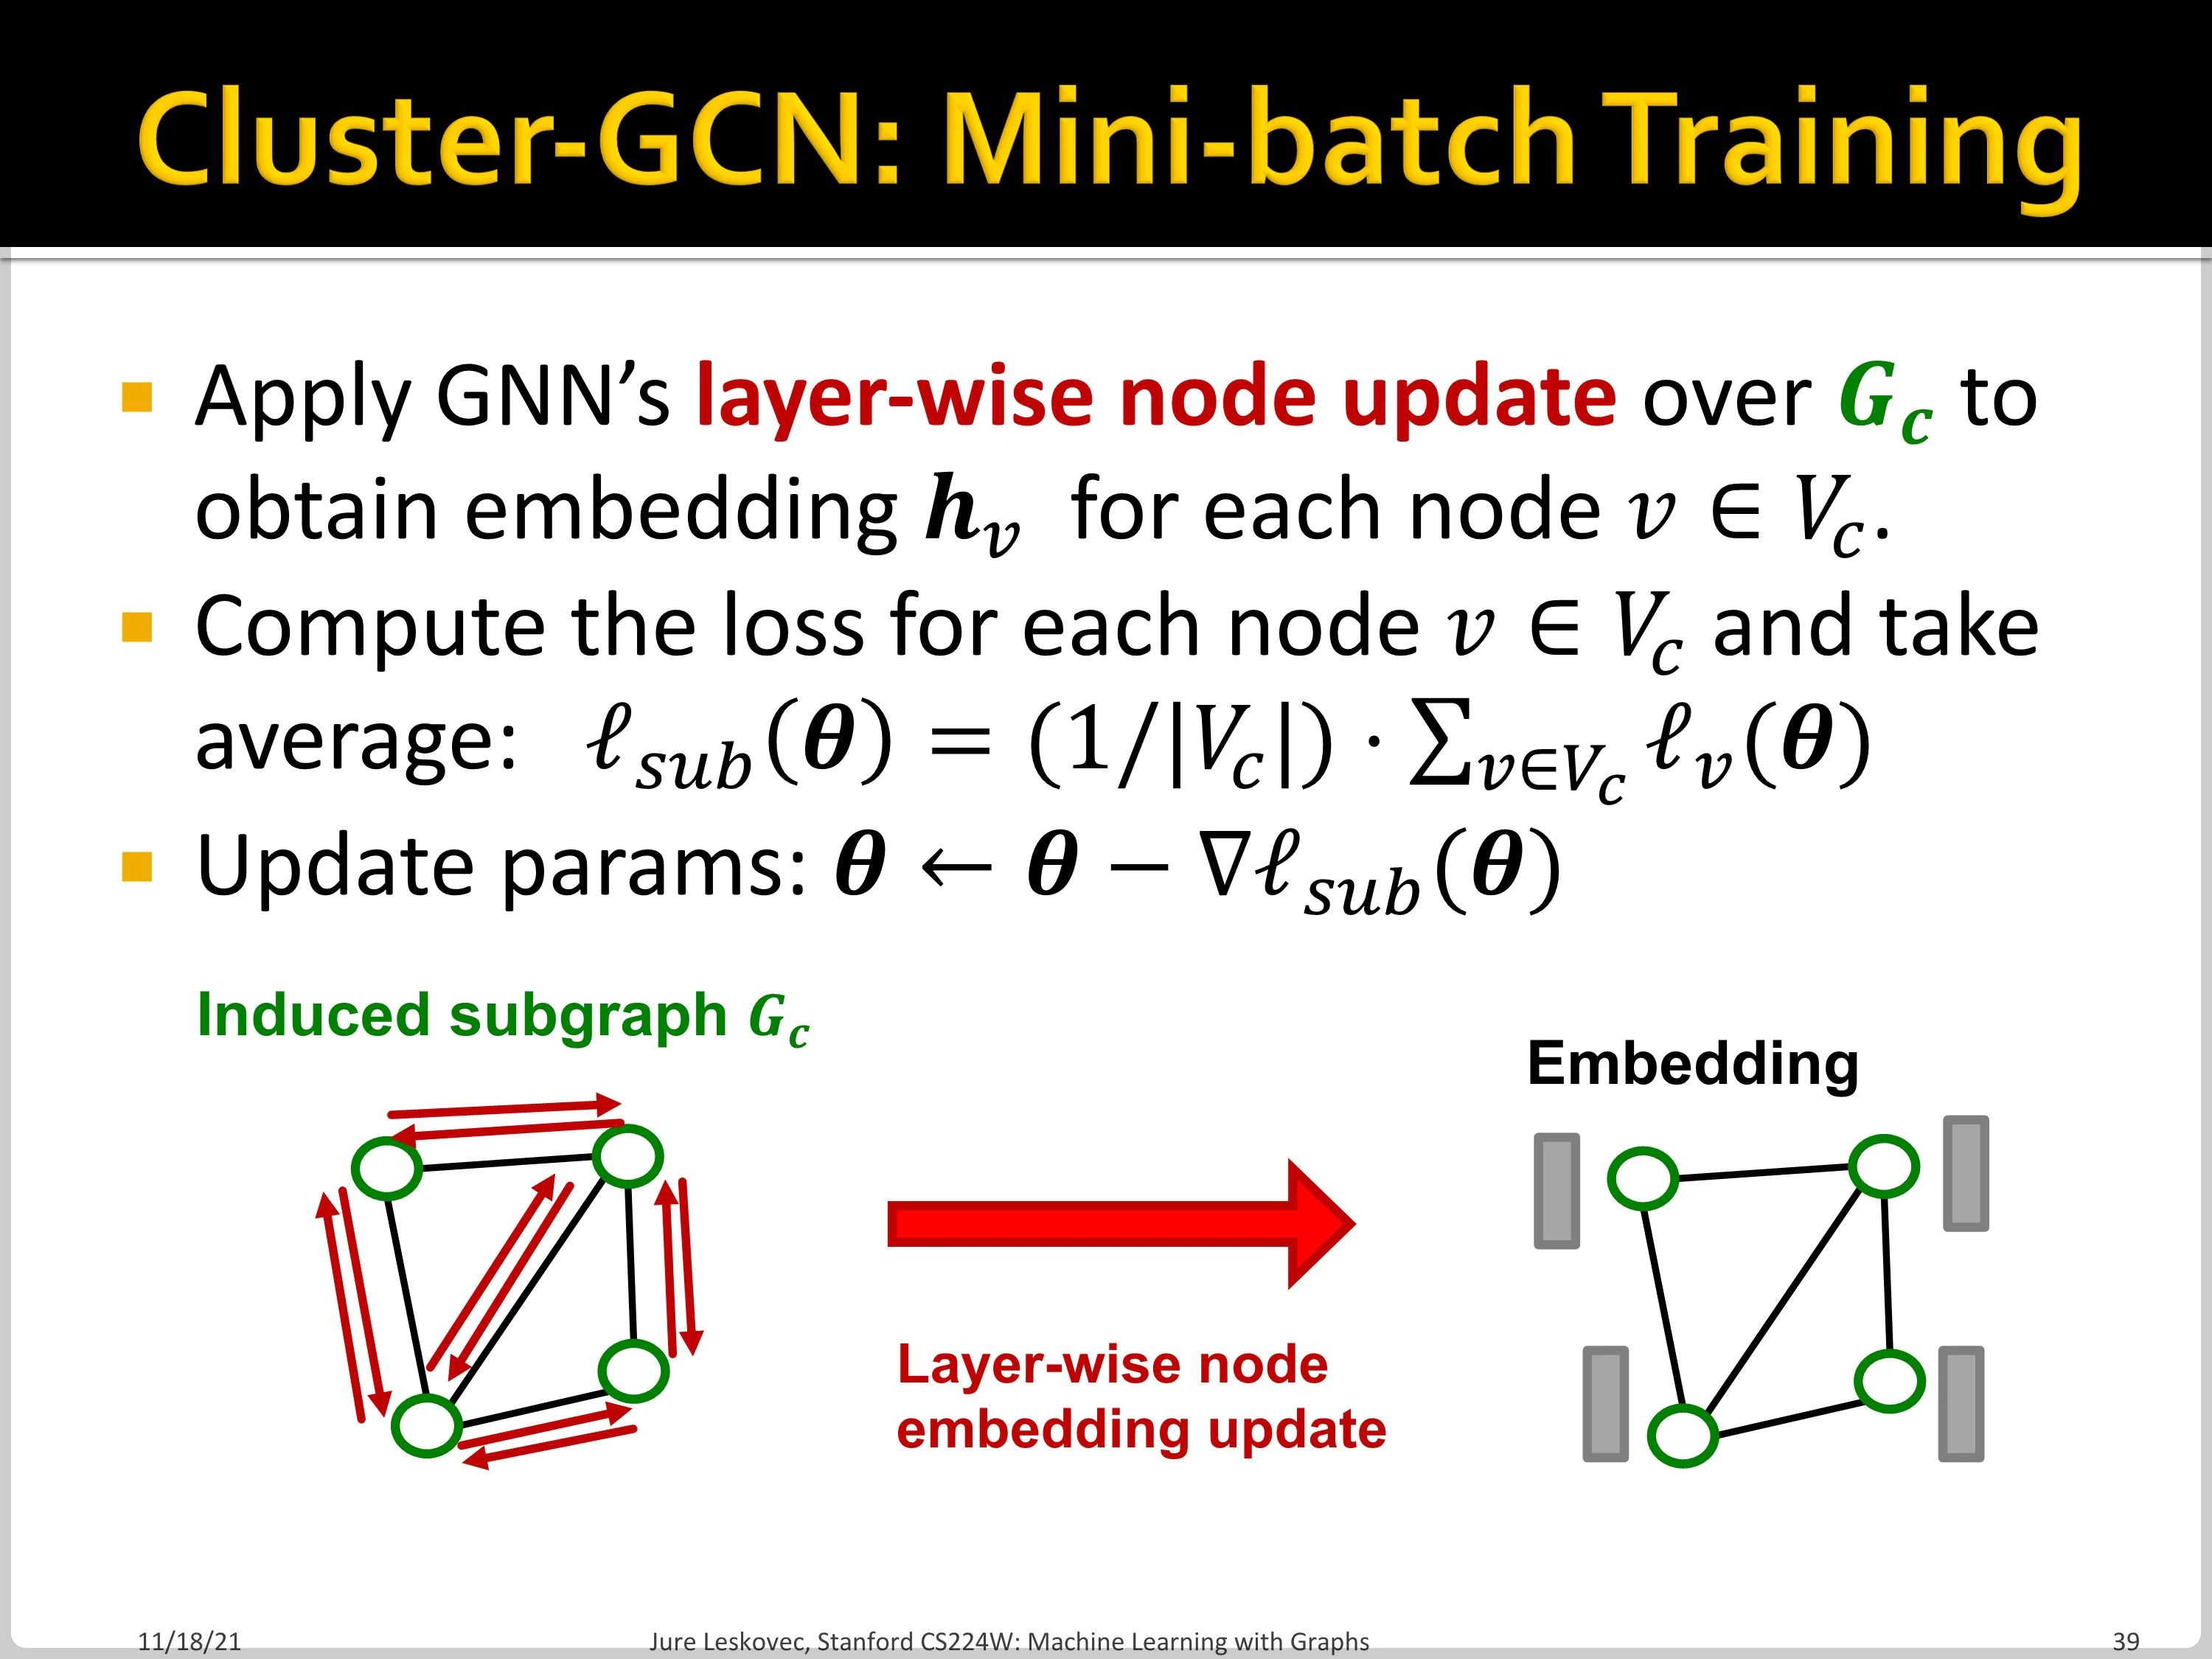 Cluster-GCN: Mini-batch Training
Apply GNN’s layer-wise node update over G_c to
obtain embedding h_v for each node v ∈ V_c.
Compute the loss for each node v ∈ V_c and take
average: ℓ_sub(θ) = (1/|V_c|) · ∑_{v∈V_c} ℓ_v(θ)
Update params: θ ← θ − ∇ℓ_sub(θ)
Induced subgraph G_c
Embedding
Layer-wise node
embedding update
11/18/21
Jure Leskovec, Stanford CS224W: Machine Learning with Graphs
39